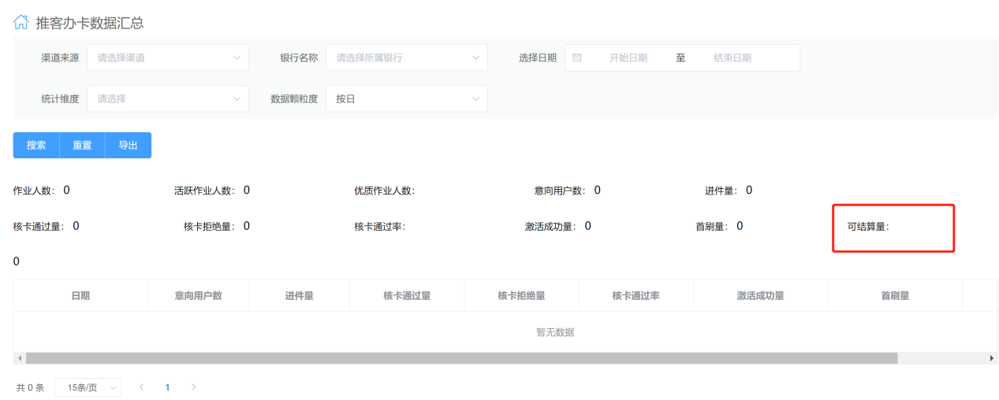 推客办卡数据汇总
渠道来源 请选择渠道 银行名称 请选择所属银行 选择日期 开始日期 至 结束日期
统计维度 请选择 数据颗粒度 按日
搜索 重置 导出
作业人数: 0 活跃作业人数: 0 优质作业人数: 意向用户数: 0 进件量: 0
核卡通过量: 0 核卡拒绝量: 0 核卡通过率: 激活成功量: 0 首刷量: 0 可结算量:
0
日期 意向用户数 进件量 核卡通过量 核卡拒绝量 核卡通过率 激活成功量 首刷量
暂无数据
共 0 条 15条/页 1